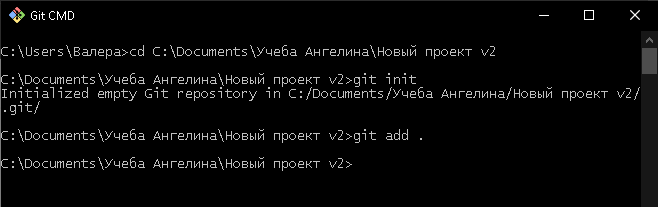 Git CMD
C:\Users\Валера>cd C:\Documents\Учеба Ангелина\Новый проект v2
C:\Documents\Учеба Ангелина\Новый проект v2>git init
Initialized empty Git repository in C:/Documents/Учеба Ангелина/Новый проект v2/
.git/
C:\Documents\Учеба Ангелина\Новый проект v2>git add .
C:\Documents\Учеба Ангелина\Новый проект v2>